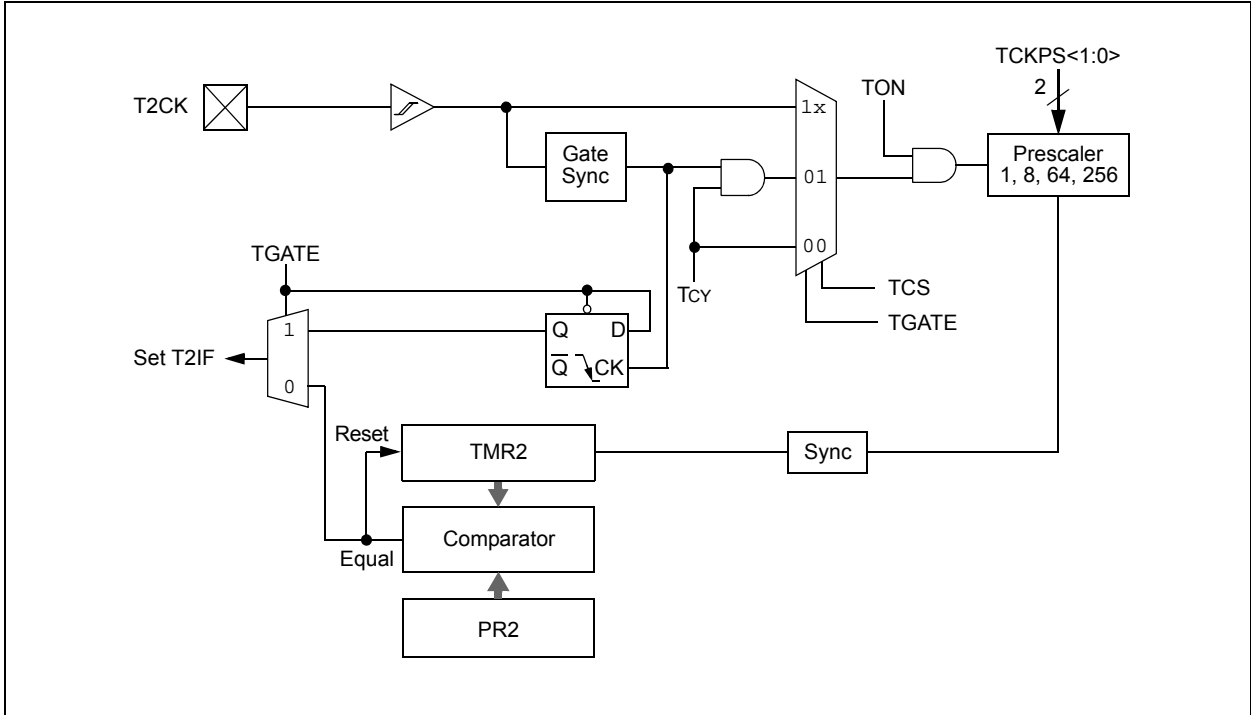 TCKPS<1:0>
2
T2CK
1x
TON
Gate
Sync
Prescaler
1, 8, 64, 256
01
00
TGATE
TCY
TCS
TGATE
1
Q
D
Set T2IF
Q̅
CK
0
Reset
TMR2
Sync
Comparator
Equal
PR2